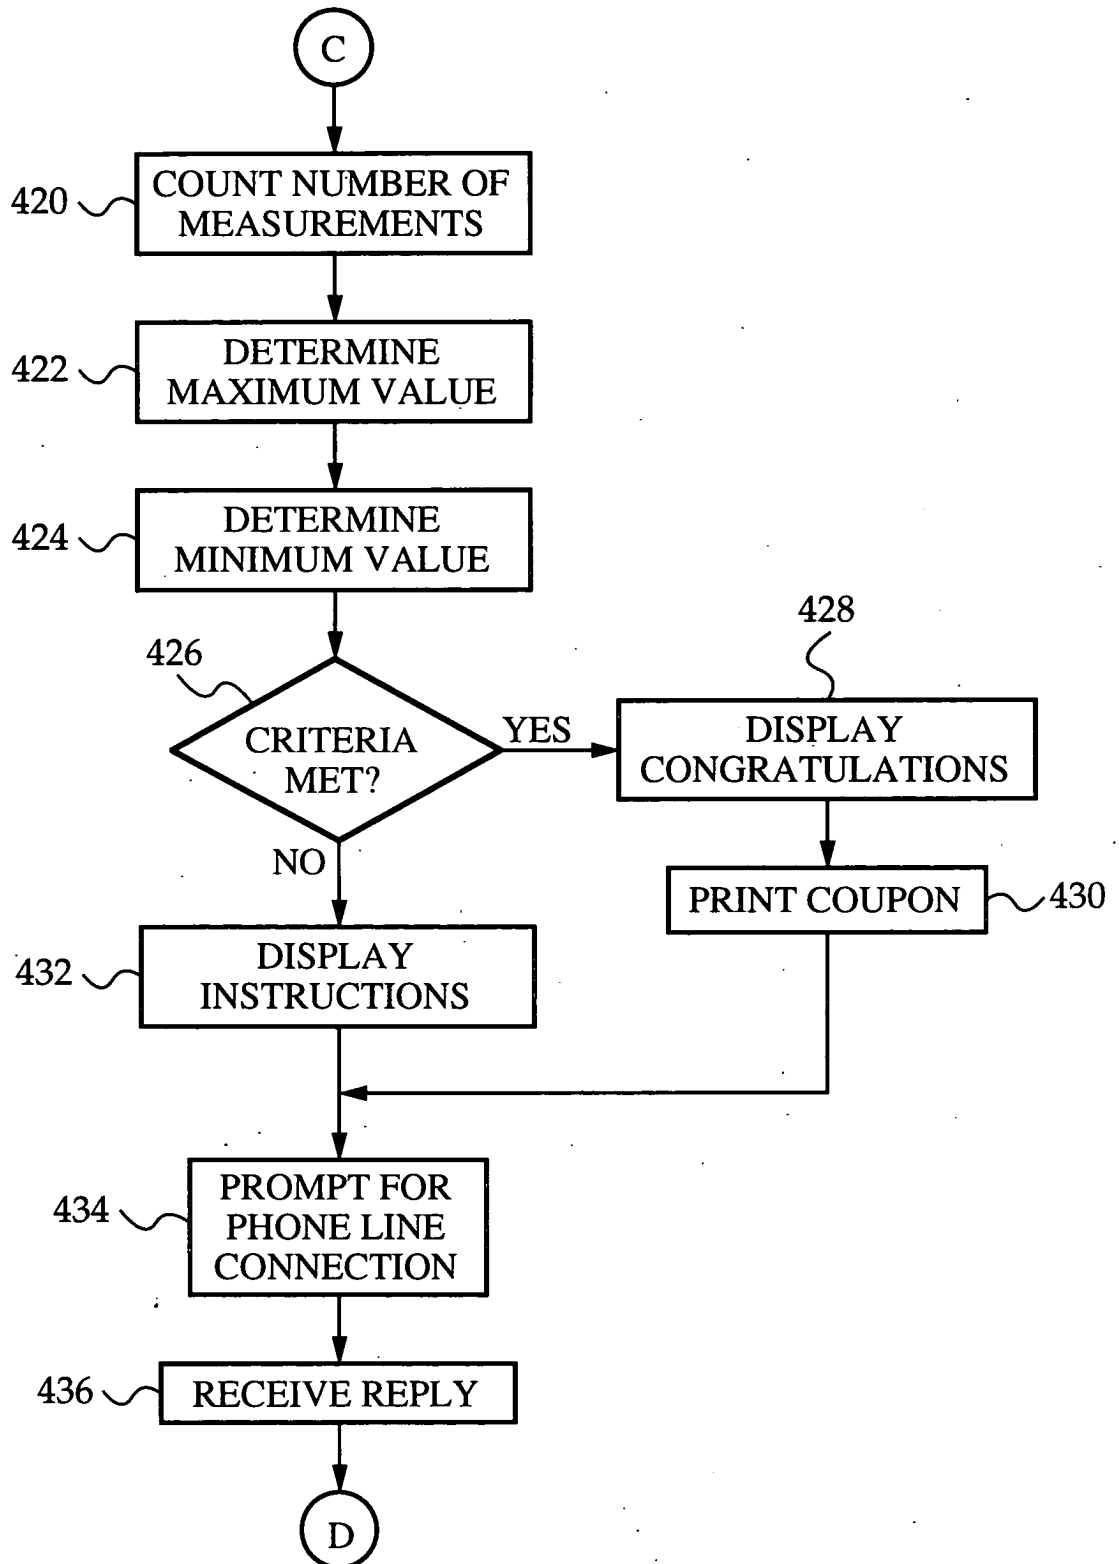 C
420
COUNT NUMBER OF
MEASUREMENTS
422
DETERMINE
MAXIMUM VALUE
424
DETERMINE
MINIMUM VALUE
426
CRITERIA
MET?
YES
428
DISPLAY
CONGRATULATIONS
PRINT COUPON
430
NO
432
DISPLAY
INSTRUCTIONS
434
PROMPT FOR
PHONE LINE
CONNECTION
436
RECEIVE REPLY
D